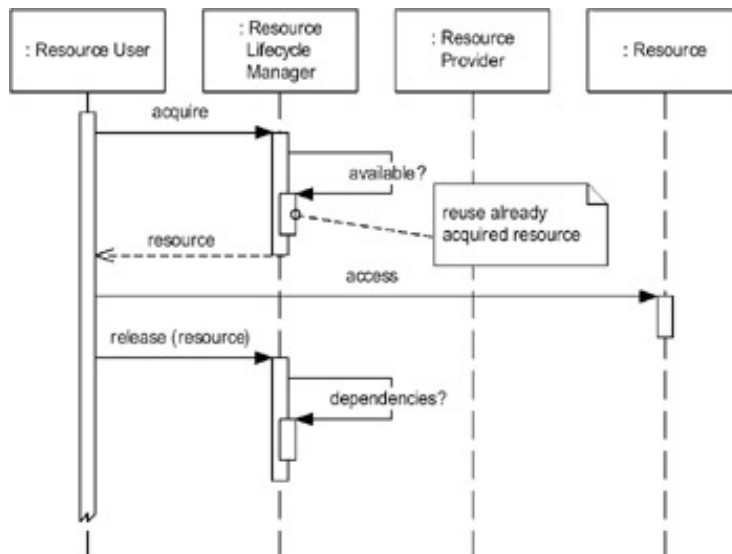 : Resource User
: Resource
Lifecycle
Manager
: Resource
Provider
: Resource
acquire
available?
reuse already
acquired resource
resource
access
release (resource)
dependencies?